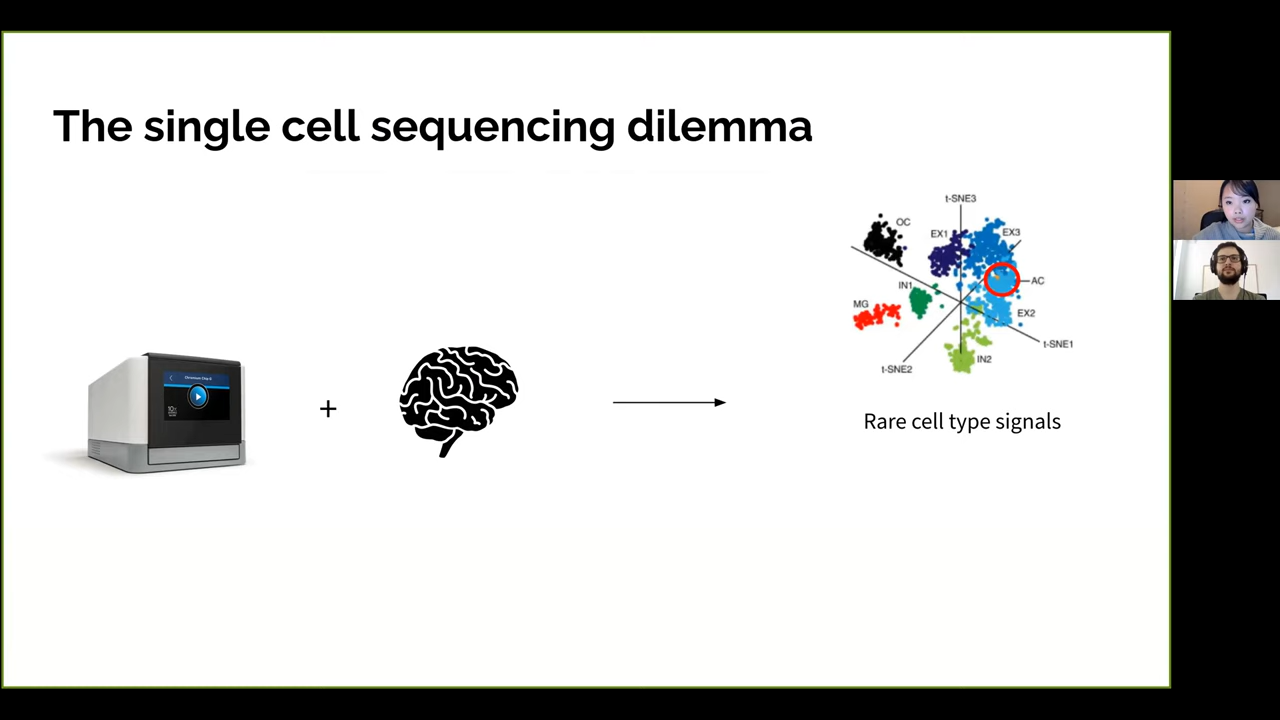 The single cell sequencing dilemma
t-SNE3
OC
EX1
EX3
AC
IN1
MG
EX2
t-SNE1
IN2
t-SNE2
+
Rare cell type signals